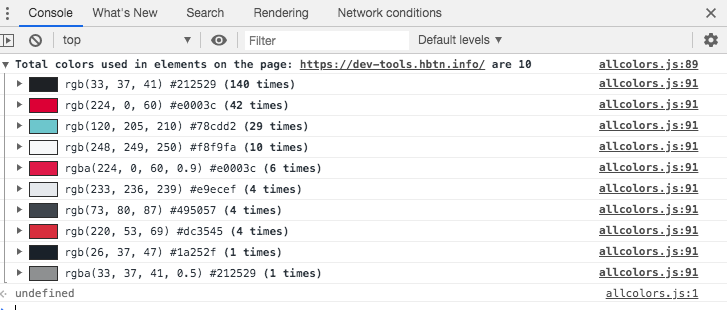 Console What's New Search Rendering Network conditions
top Filter Default levels
Total colors used in elements on the page: https://dev-tools.hbtn.info/ are 10 allcolors.js:89
rgb(33, 37, 41) #212529 (140 times) allcolors.js:91
rgb(224, 0, 60) #e0003c (42 times) allcolors.js:91
rgb(120, 205, 210) #78cdd2 (29 times) allcolors.js:91
rgb(248, 249, 250) #f8f9fa (10 times) allcolors.js:91
rgba(224, 0, 60, 0.9) #e0003c (6 times) allcolors.js:91
rgb(233, 236, 239) #e9ecef (4 times) allcolors.js:91
rgb(73, 80, 87) #495057 (4 times) allcolors.js:91
rgb(220, 53, 69) #dc3545 (4 times) allcolors.js:91
rgb(26, 37, 47) #1a252f (1 times) allcolors.js:91
rgba(33, 37, 41, 0.5) #212529 (1 times) allcolors.js:91
undefined allcolors.js:1